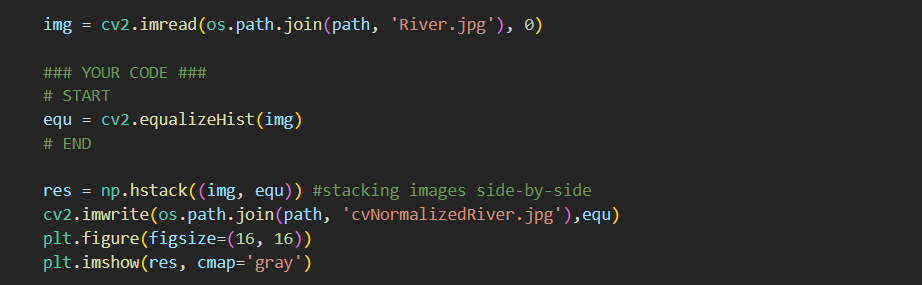 img = cv2.imread(os.path.join(path, 'River.jpg'), 0)
### YOUR CODE ###
# START
equ = cv2.equalizeHist(img)
# END
res = np.hstack((img, equ)) #stacking images side-by-side
cv2.imwrite(os.path.join(path, 'cvNormalizedRiver.jpg'),equ)
plt.figure(figsize=(16, 16))
plt.imshow(res, cmap='gray')